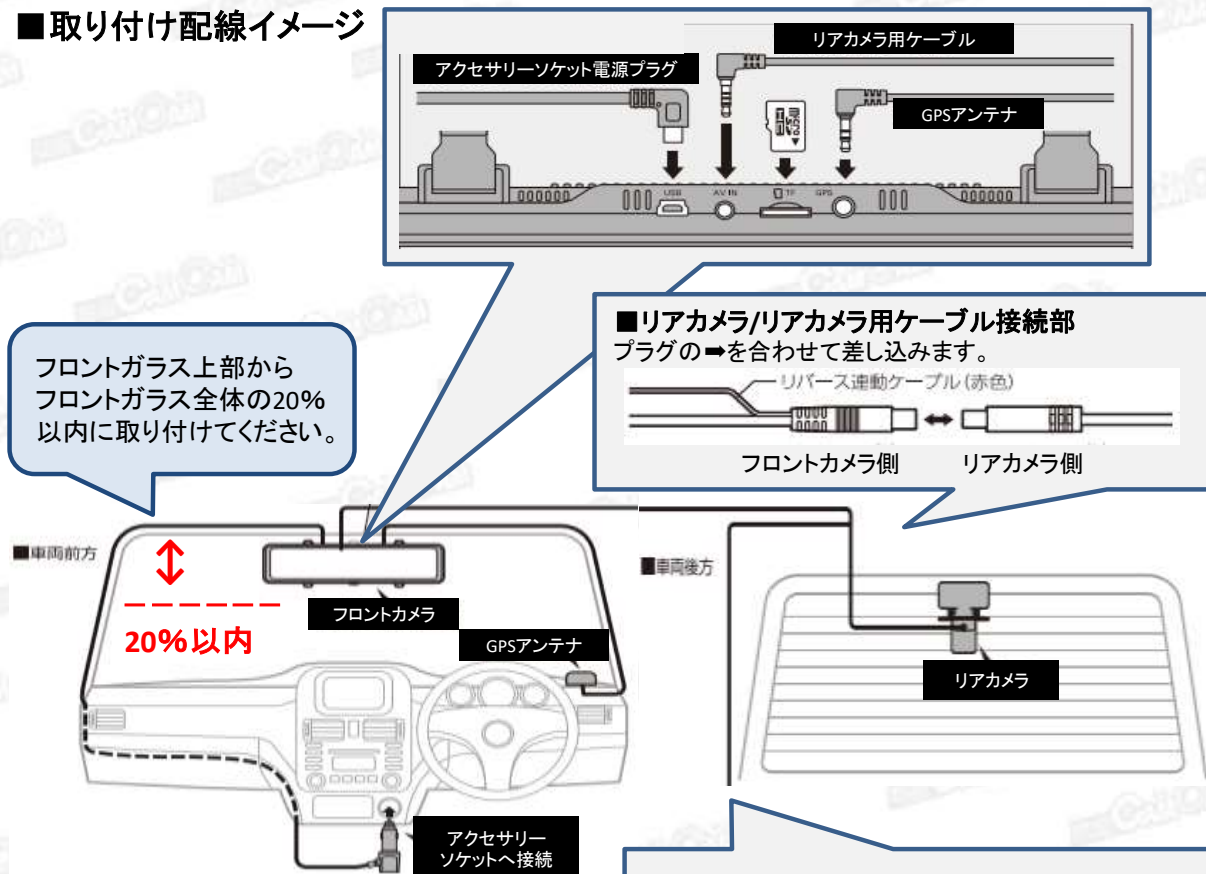 ■取り付け配線イメージ
リアカメラ用ケーブル
アクセサリーソケット電源プラグ
GPSアンテナ
micro
SD
HC
USB
AV IN
TF
GPS
■リアカメラ/リアカメラ用ケーブル接続部
プラグの➡を合わせて差し込みます。
リバース連動ケーブル(赤色)
フロントカメラ側
リアカメラ側
フロントガラス上部から
フロントガラス全体の20%
以内に取り付けてください。
■車両前方
20%以内
フロントカメラ
GPSアンテナ
アクセサリー
ソケットへ接続
■車両後方
リアカメラ